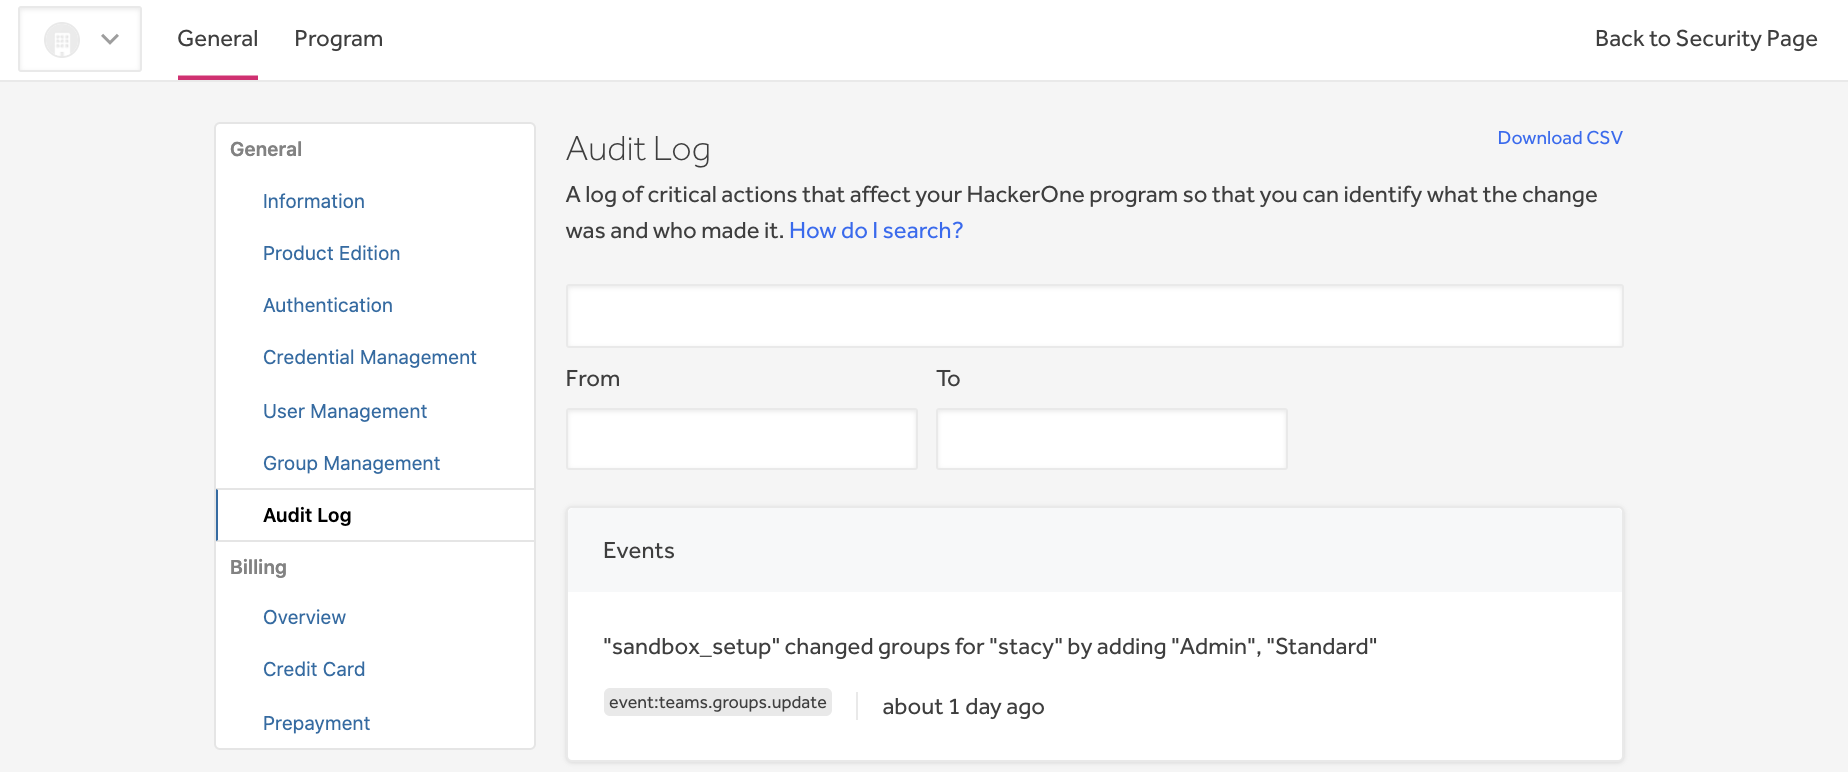 General
Program
Back to Security Page
General
Information
Product Edition
Authentication
Credential Management
User Management
Group Management
Audit Log
Billing
Overview
Credit Card
Prepayment
Audit Log
Download CSV
A log of critical actions that affect your HackerOne program so that you can identify what the change
was and who made it. How do I search?
From
To
Events
"sandbox_setup" changed groups for "stacy" by adding "Admin", "Standard"
event:teams.groups.update
about 1 day ago